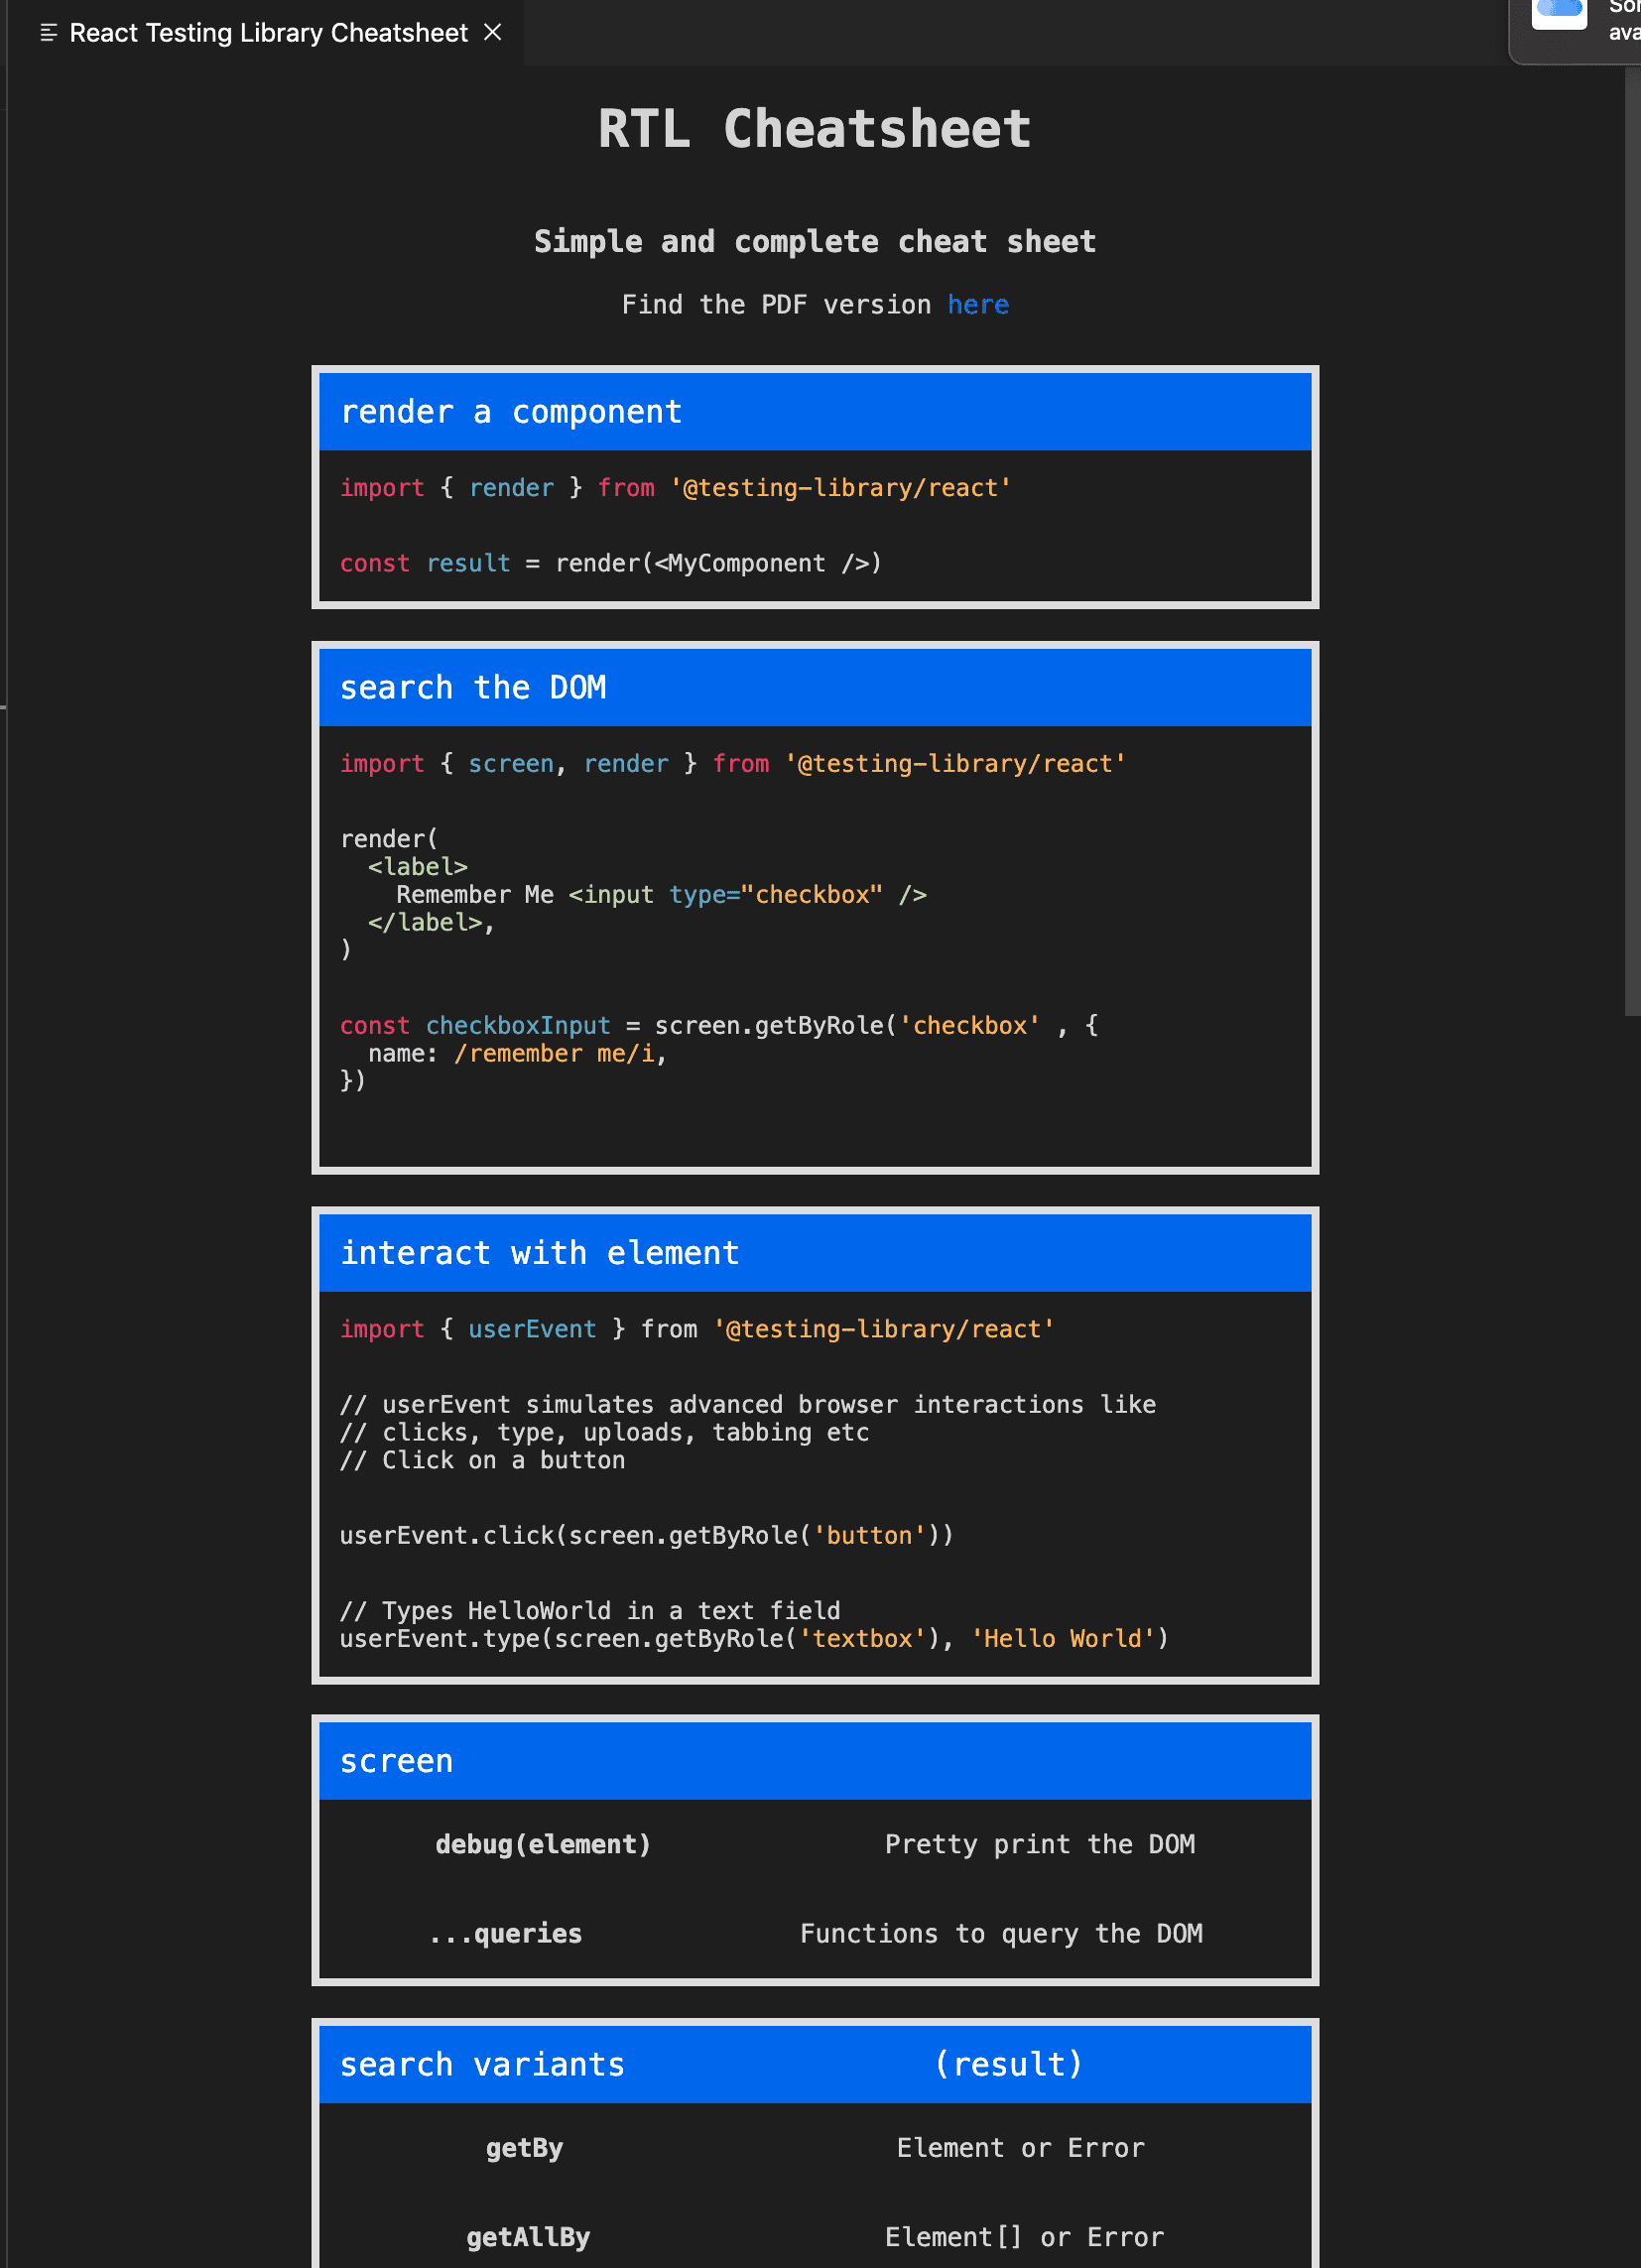 React Testing Library Cheatsheet
RTL Cheatsheet
Simple and complete cheat sheet
Find the PDF version here
render a component
import { render } from '@testing-library/react'
const result = render(<MyComponent />)
search the DOM
import { screen, render } from '@testing-library/react'
render(
  <label>
    Remember Me <input type="checkbox" />
  </label>,
)
const checkboxInput = screen.getByRole('checkbox' , {
  name: /remember me/i,
})
interact with element
import { userEvent } from '@testing-library/react'
// userEvent simulates advanced browser interactions like
// clicks, type, uploads, tabbing etc
// Click on a button
userEvent.click(screen.getByRole('button'))
// Types HelloWorld in a text field
userEvent.type(screen.getByRole('textbox'), 'Hello World')
screen
debug(element) Pretty print the DOM
...queries Functions to query the DOM
search variants (result)
getBy Element or Error
getAllBy Element[] or Error